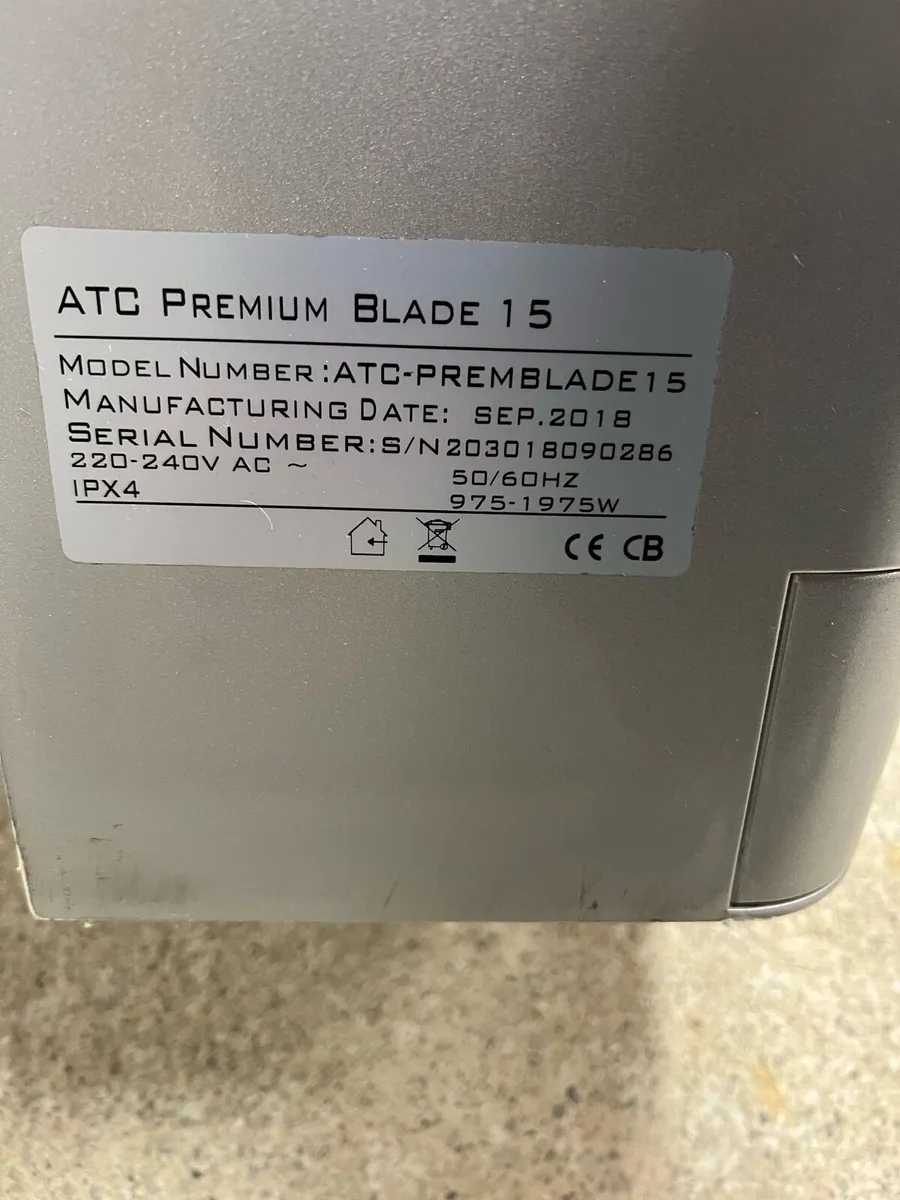 ATC PREMIUM BLADE 15
MODEL NUMBER:ATC-PREMBLADE15
MANUFACTURING DATE: SEP.2018
SERIAL NUMBER:S/N203018090286
220-240V AC ~ 50/60HZ
IPX4 975-1975W
CE CB